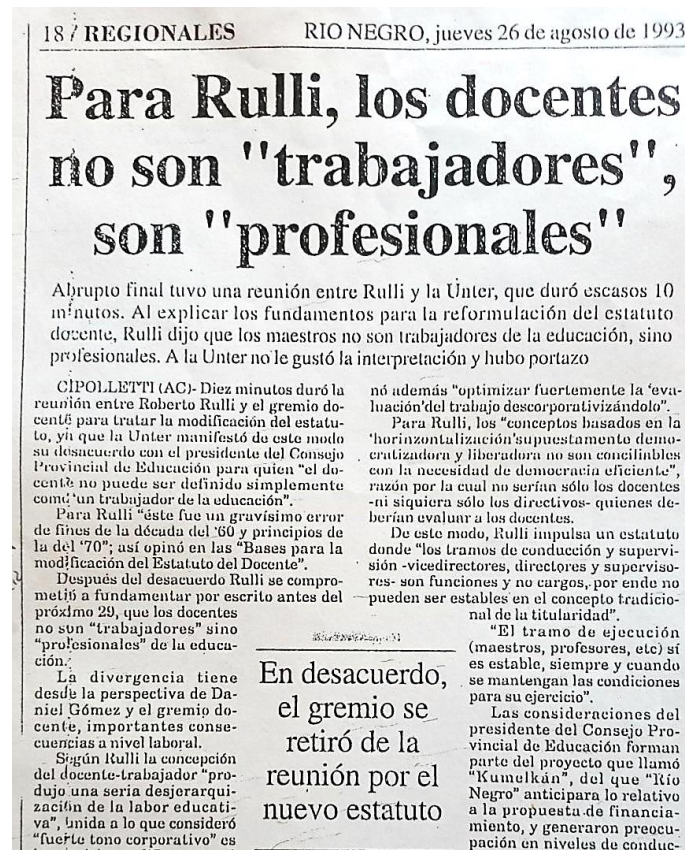 18 / REGIONALES
RIO NEGRO, jueves 26 de agosto de 1993
Para Rulli, los docentes
no son "trabajadores",
son "profesionales"
Abrupto final tuvo una reunión entre Rulli y la Unter, que duró escasos 10
minutos. Al explicar los fundamentos para la reformulación del estatuto
docente, Rulli dijo que los maestros no son trabajadores de la educación, sino
profesionales. A la Unter no le gustó la interpretación y hubo portazo
CIPOLLETTI (AC)- Diez minutos duró la
reunión entre Roberto Rulli y el gremio do-
cente para tratar la modificación del estatu-
to, ya que la Unter manifestó de este modo
su desacuerdo con el presidente del Consejo
Provincial de Educación para quien "el do-
cente no puede ser definido simplemente
como 'un trabajador de la educación".
Para Rulli "éste fue un gravísimo error
de fines de la década del '60 y principios de
la del '70"; así opinó en las "Bases para la
modificación del Estatuto del Docente".
Después del desacuerdo Rulli se compro-
metió a fundamentar por escrito antes del
próximo 29, que los docentes
no son "trabajadores" sino
"profesionales" de la educa-
ción.
La divergencia tiene
desde la perspectiva de Da-
niel Gómez y el gremio do-
cente, importantes conse-
cuencias a nivel laboral.
Según Rulli la concepción
del docente-trabajador "pro-
dujo una seria desjerarqui-
zación de la labor educati-
va", unida a lo que consideró
"fuerte tono corporativo" es
En desacuerdo,
el gremio se
retiró de la
reunión por el
nuevo estatuto
nó además "optimizar fuertemente la 'eva-
luación' del trabajo descorporativizándolo".
Para Rulli, los "conceptos basados en la
'horinzontalización' supuestamente demo-
cratizadora y liberadora no son concilinbles
con la necesidad de democracia eficiente",
razón por la cual no serían sólo los docentes
-ni siquiera sólo los directivos- quienes de-
berían evaluar a los docentes.
De este modo, Rulli impulsa un estatuto
donde "los tramos de conducción y supervi-
sión -vicedirectores, directores y superviso-
res- son funciones y no cargos, por ende no
pueden ser estables en el concepto tradicio-
nal de la titularidad".
"El tramo de ejecución
(maestros, profesores, etc) sí
es estable, siempre y cuando
se mantengan las condiciones
para su ejercicio".
Las consideraciones del
presidente del Consejo Pro-
vincial de Educación forman
parte del proyecto que llamó
"Kumelkán", del que "Río
Negro" anticipara lo relativo
a la propuesta de financia-
miento, y generaron preocu-
pación en niveles de conduc-